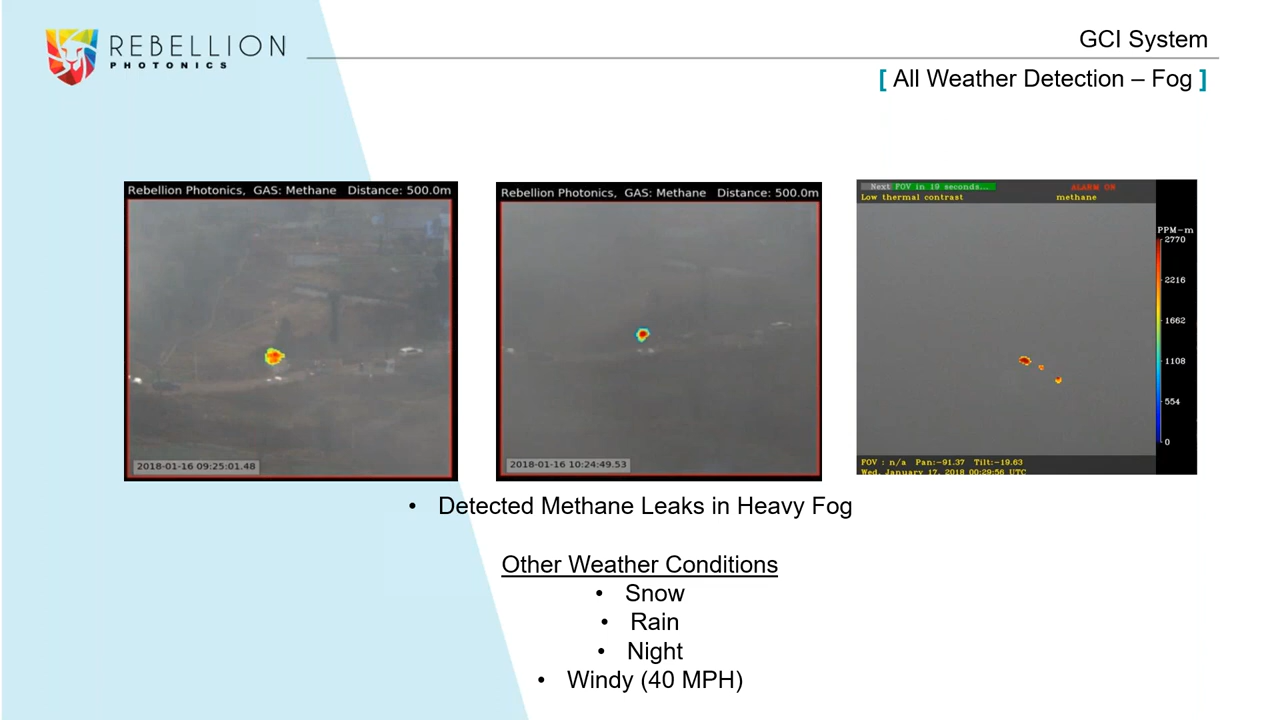 REBELLION
PHOTONICS
GCI System
[ All Weather Detection – Fog ]
Rebellion Photonics, GAS: Methane Distance: 500.0m
2018-01-16 09:25:01.48
Rebellion Photonics, GAS: Methane Distance: 500.0m
2018-01-16 10:24:49.53
Next FOV in 19 seconds... ALARM ON
Low thermal contrast methane
PPM-m
2770
2216
1662
1108
554
0
FOV : n/a Pan:-91.37 Tilt:-19.63
Wed, January 17, 2018 00:29:56 UTC
• Detected Methane Leaks in Heavy Fog
Other Weather Conditions
• Snow
• Rain
• Night
• Windy (40 MPH)